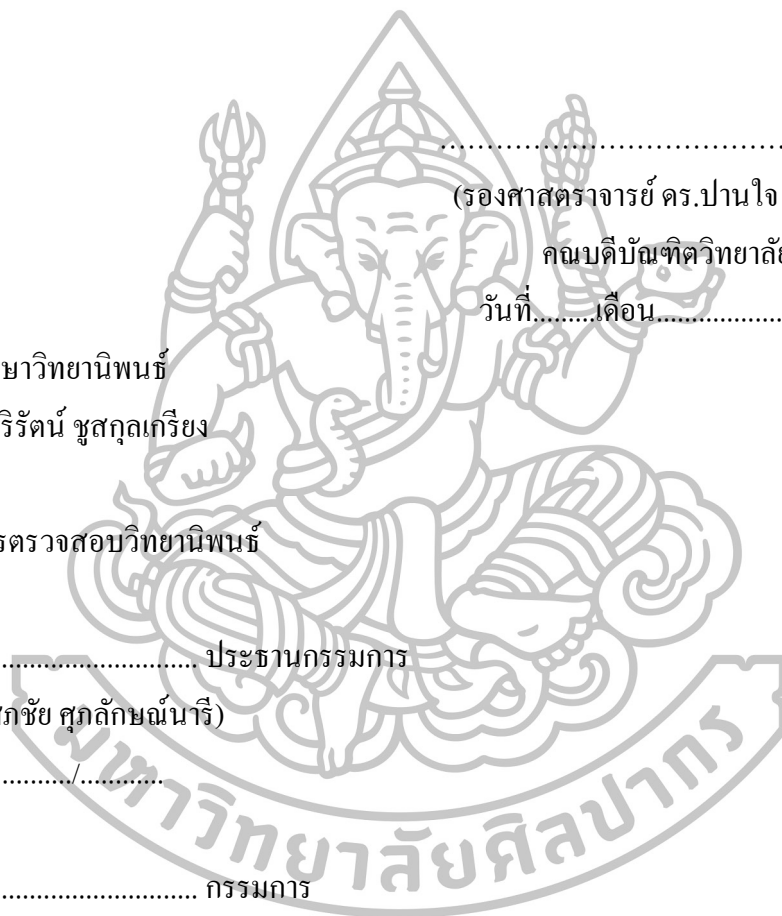 ........................................
(รองศาสตราจารย์ ดร.ปานใจ
คณบดีบัณฑิตวิทยาลัย
วันที่.........เดือน...................
ษาวิทยานิพนธ์
ริรัตน์ ชูสกุลเกรียง
รตรวจสอบวิทยานิพนธ์
.............................. ประธานกรรมการ
สภชัย ศุภลักษณ์นารี)
............/............
.............................. กรรมการ
มหาวิทยาลัยศิลปากร